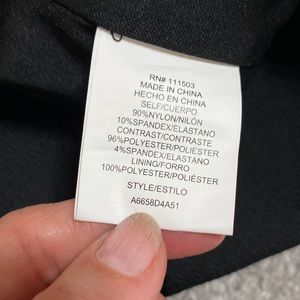 RN# 111503
MADE IN CHINA
HECHO EN CHINA
SELF/CUERPO
90%NYLON/NILÓN
10%SPANDEX/ELASTANO
CONTRAST/CONTRASTE
96%POLYESTER/POLIÉSTER
4%SPANDEX/ELASTANO
LINING/FORRO
100%POLYESTER/POLIÉSTER
STYLE/ESTILO
A6658D4A51